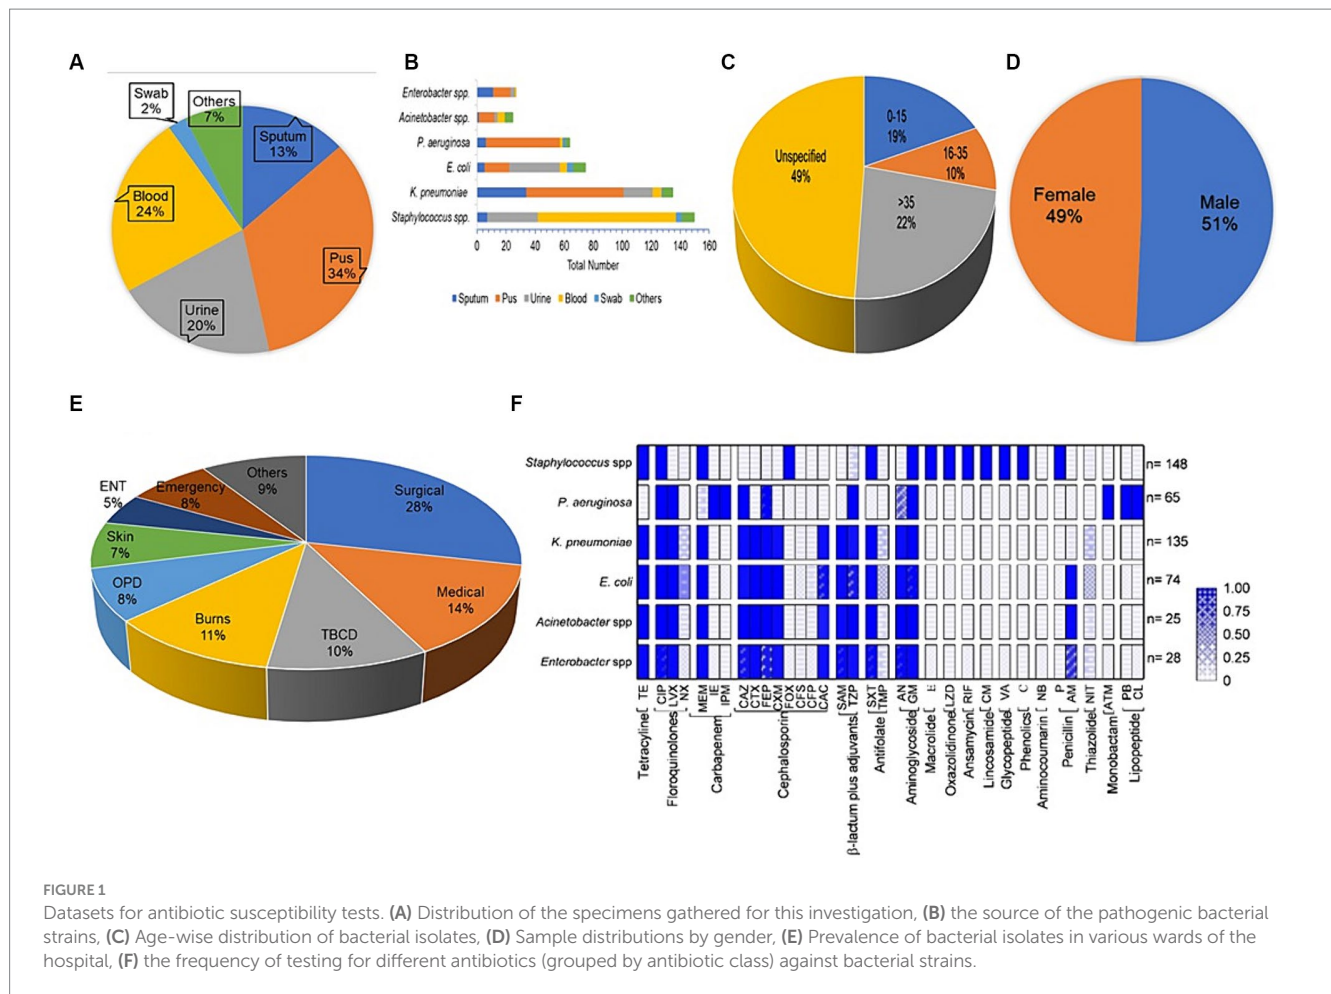 A
Swab
2%
Others
7%
Sputum
13%
Blood
24%
Pus
34%
Urine
20%
B
Enterobacter spp.
Acinetobacter spp.
P. aeruginosa
E. coli
K. pneumoniae
Staphylococcus spp.
0 20 40 60 80 100 120 140 160
Total Number
Sputum Pus Urine Blood Swab Others
C
0-15
19%
16-35
10%
>35
22%
Unspecified
49%
D
Female
49%
Male
51%
E
Others
9%
Emergency
8%
ENT
5%
Skin
7%
OPD
8%
Burns
11%
TBCD
10%
Medical
14%
Surgical
28%
F
Staphylococcus spp n= 148
P. aeruginosa n= 65
K. pneumoniae n= 135
E. coli n= 74
Acinetobacter spp n= 25
Enterobacter spp n= 28
1.00
0.75
0.50
0.25
0
TE CIP LVX NX MEM IE IPM CAZ CTX FEP CXM FOX CFS CFP CAC SAM TZP SXT TMP AN GM E LZD RIF CM VA C NB P AM NIT ATM PB CL
Tetracyline
Floroquinolones
Carbapenem
Cephalosporin
β-lactum plus adjuvants
Antifolate
Aminoglycoside
Macrolide
Oxazolidinone
Ansamycin
Lincosamide
Glycopeptide
Phenolics
Aminocoumarin
Penicillin
Thiazolide
Monobactam
Lipopeptide
FIGURE 1
Datasets for antibiotic susceptibility tests. (A) Distribution of the specimens gathered for this investigation, (B) the source of the pathogenic bacterial
strains, (C) Age-wise distribution of bacterial isolates, (D) Sample distributions by gender, (E) Prevalence of bacterial isolates in various wards of the
hospital, (F) the frequency of testing for different antibiotics (grouped by antibiotic class) against bacterial strains.